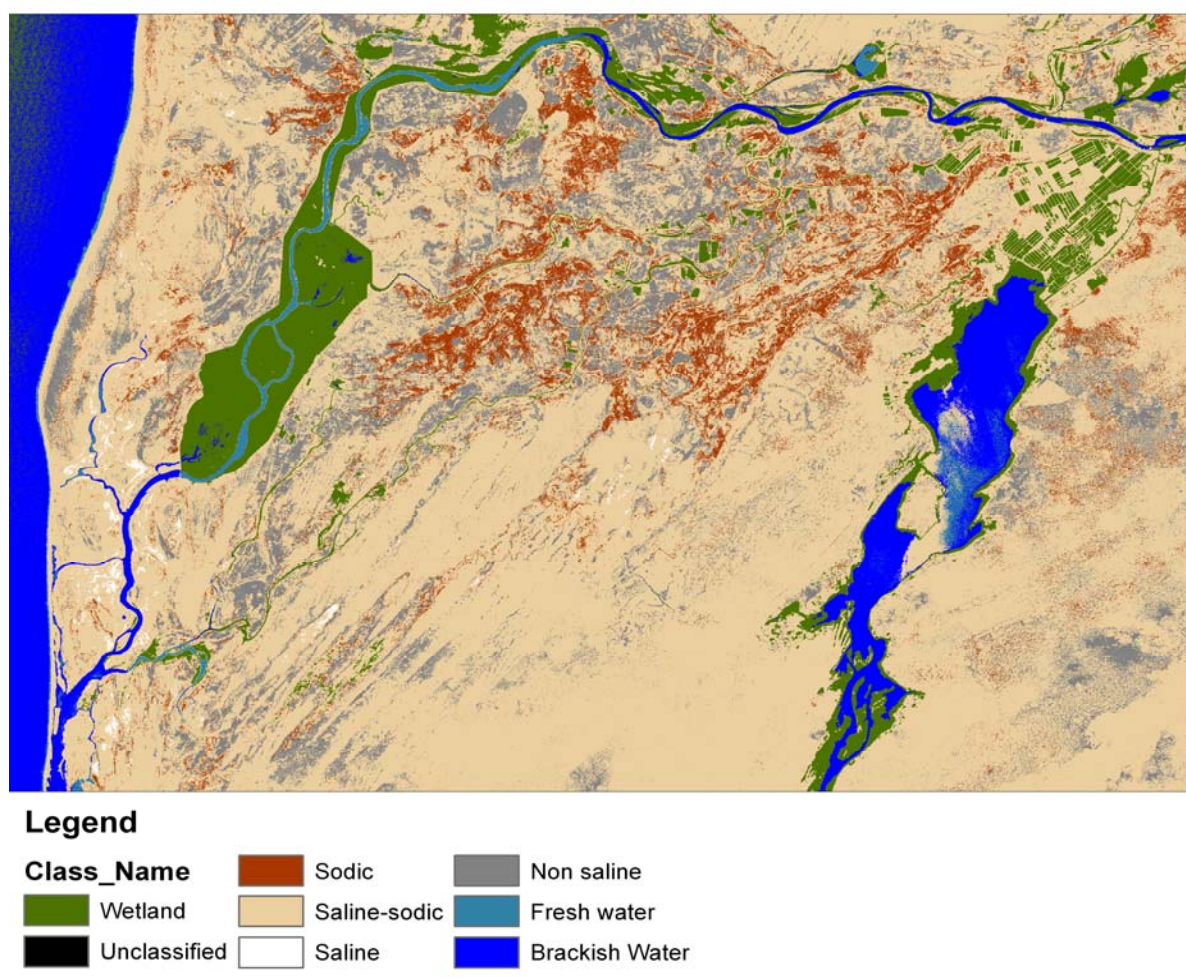 Legend
Class_Name
Wetland
Unclassified
Sodic
Saline-sodic
Saline
Non saline
Fresh water
Brackish Water